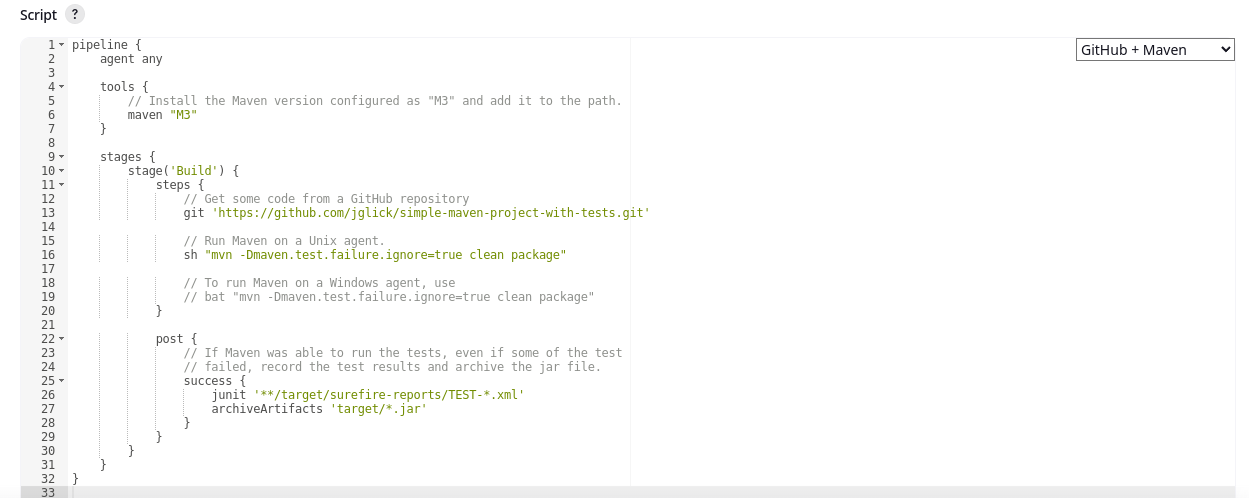 Script ?
GitHub + Maven
1 pipeline {
2     agent any
3
4     tools {
5         // Install the Maven version configured as "M3" and add it to the path.
6         maven "M3"
7     }
8
9     stages {
10         stage('Build') {
11             steps {
12                 // Get some code from a GitHub repository
13                 git 'https://github.com/jglick/simple-maven-project-with-tests.git'
14
15                 // Run Maven on a Unix agent.
16                 sh "mvn -Dmaven.test.failure.ignore=true clean package"
17
18                 // To run Maven on a Windows agent, use
19                 // bat "mvn -Dmaven.test.failure.ignore=true clean package"
20             }
21
22             post {
23                 // If Maven was able to run the tests, even if some of the test
24                 // failed, record the test results and archive the jar file.
25                 success {
26                     junit '**/target/surefire-reports/TEST-*.xml'
27                     archiveArtifacts 'target/*.jar'
28                 }
29             }
30         }
31     }
32 }
33